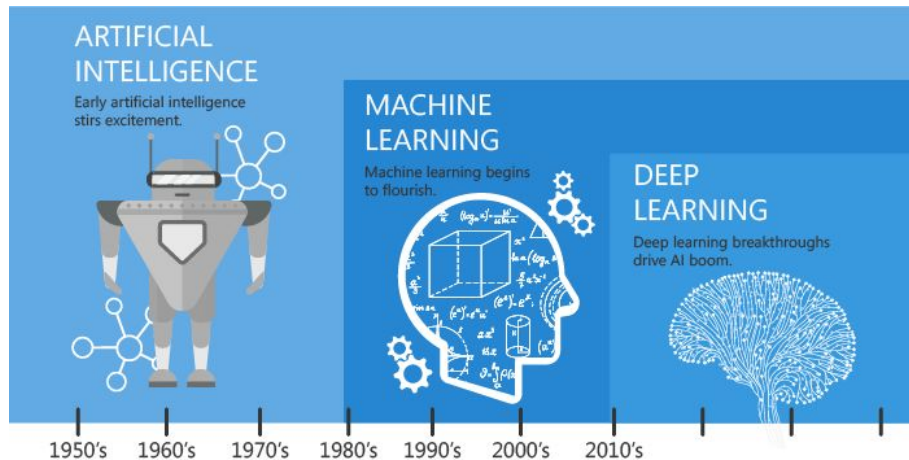 ARTIFICIAL
INTELLIGENCE
Early artificial intelligence
stirs excitement.
MACHINE
LEARNING
Machine learning begins
to flourish.
DEEP
LEARNING
Deep learning breakthroughs
drive AI boom.
1950's 1960's 1970's 1980's 1990's 2000's 2010's